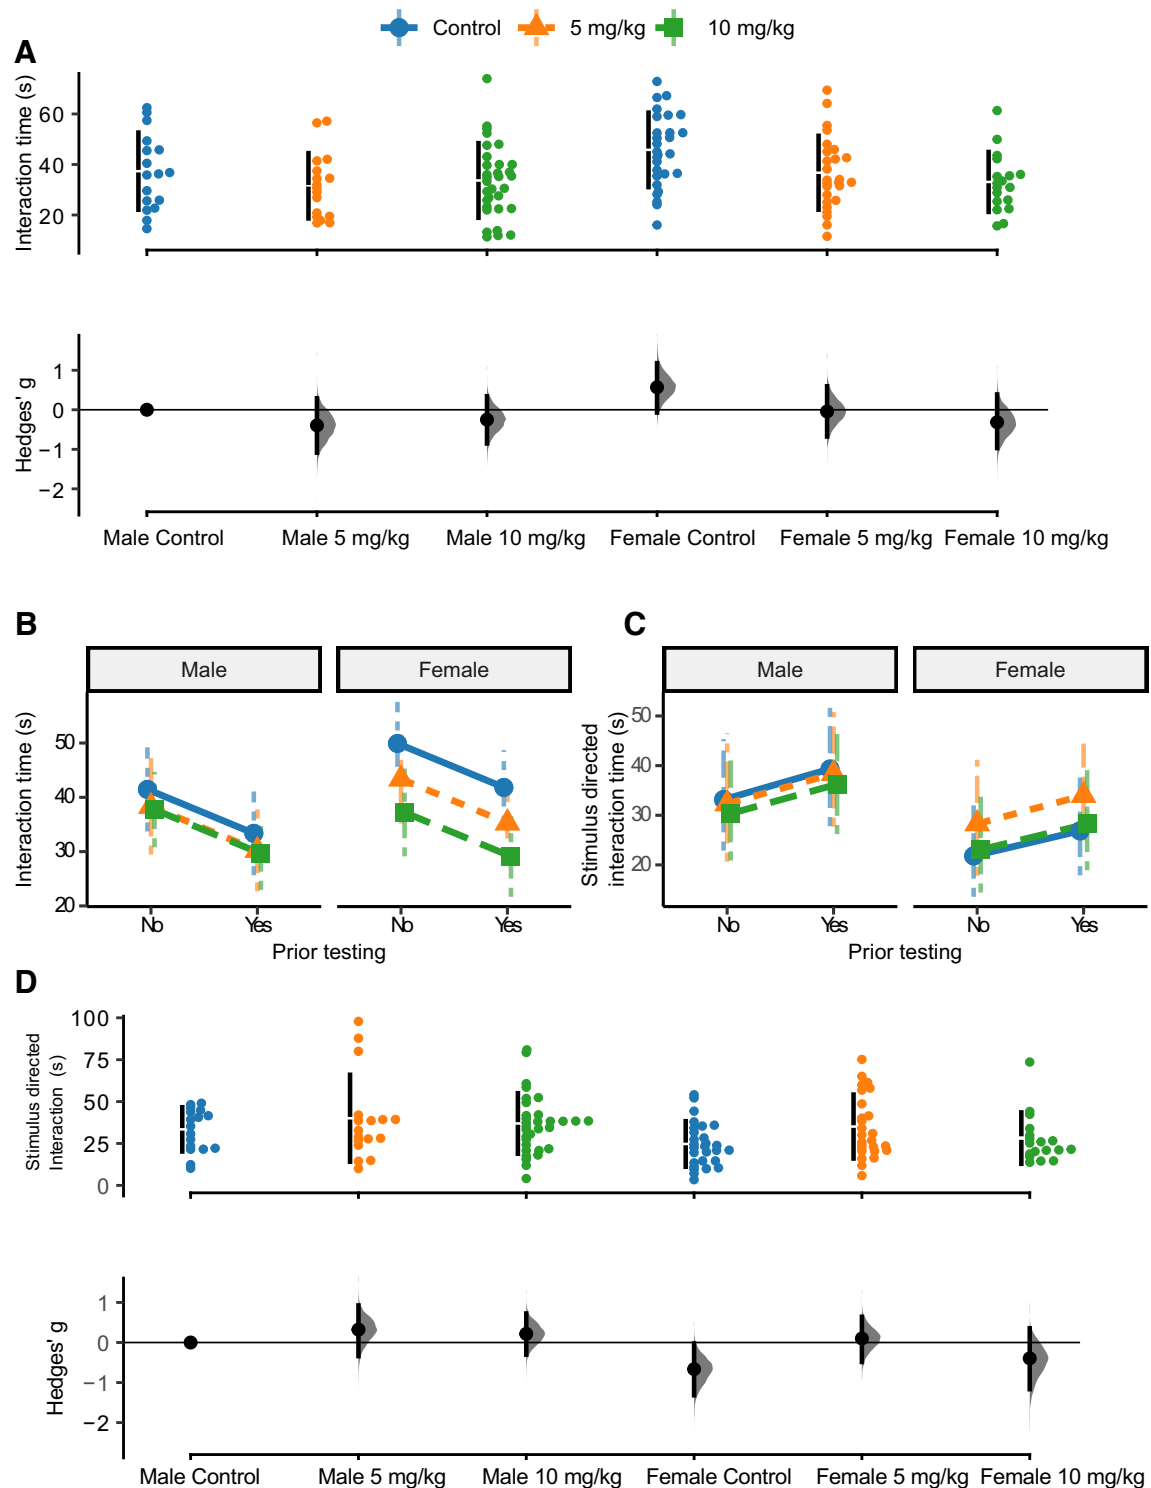 Control 5 mg/kg 10 mg/kg
A
Interaction time (s)
60
40
20
Hedges' g
1
0
−1
−2
Male Control Male 5 mg/kg Male 10 mg/kg Female Control Female 5 mg/kg Female 10 mg/kg
B
Male Female
Interaction time (s)
50
40
30
20
No Yes No Yes
Prior testing
C
Male Female
Stimulus directed
interaction time (s)
50
40
30
20
No Yes No Yes
Prior testing
D
Stimulus directed
Interaction (s)
100
75
50
25
0
Hedges' g
1
0
−1
−2
Male Control Male 5 mg/kg Male 10 mg/kg Female Control Female 5 mg/kg Female 10 mg/kg